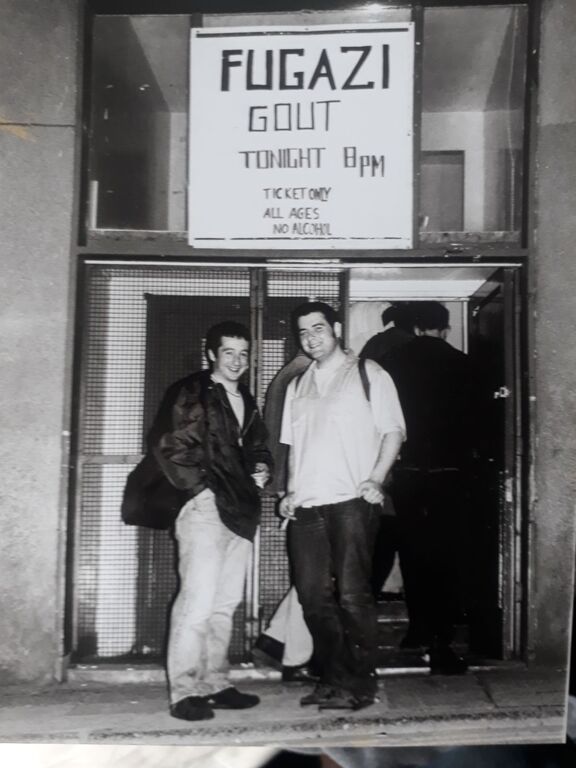 FUGAZI
GOUT
TONIGHT 8PM
TICKET ONLY
ALL AGES
NO ALCOHOL